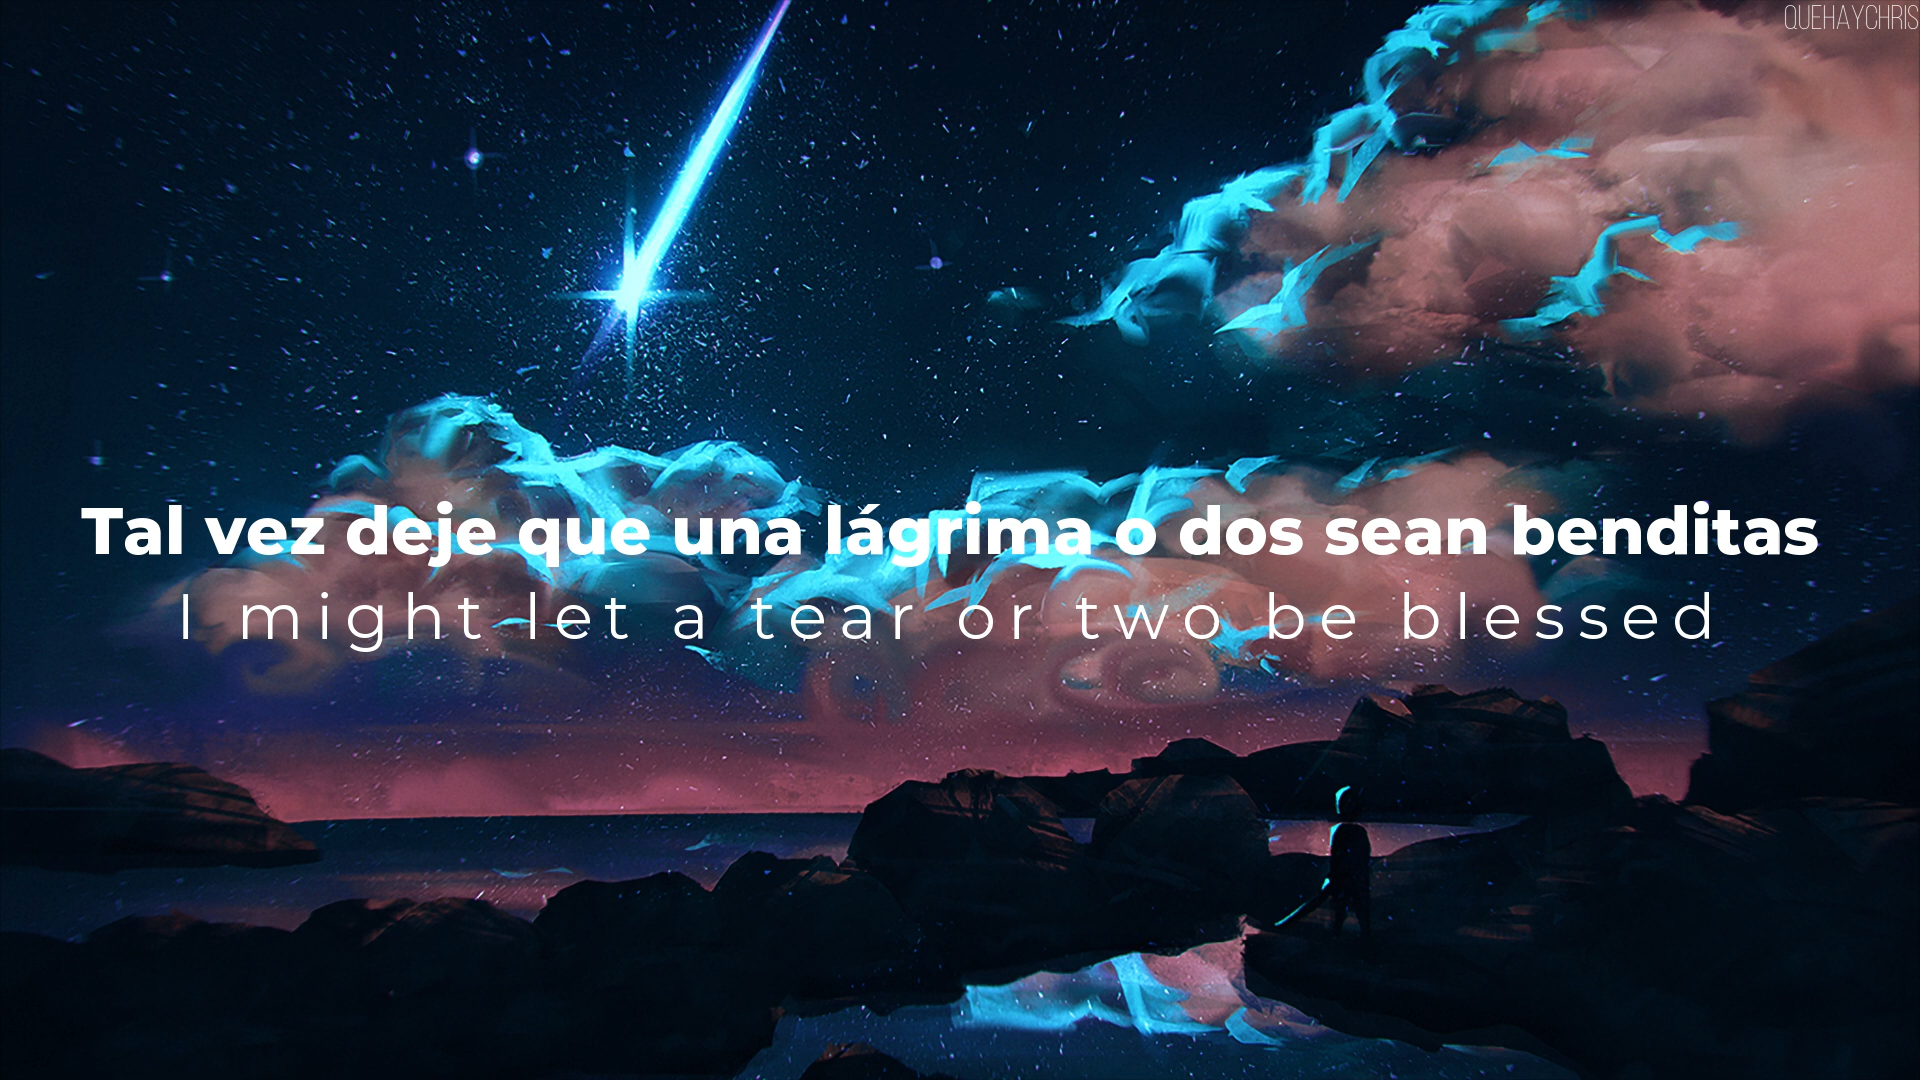 QUEHAYCHRIS
Tal vez deje que una lágrima o dos sean benditas
I might let a tear or two be blessed